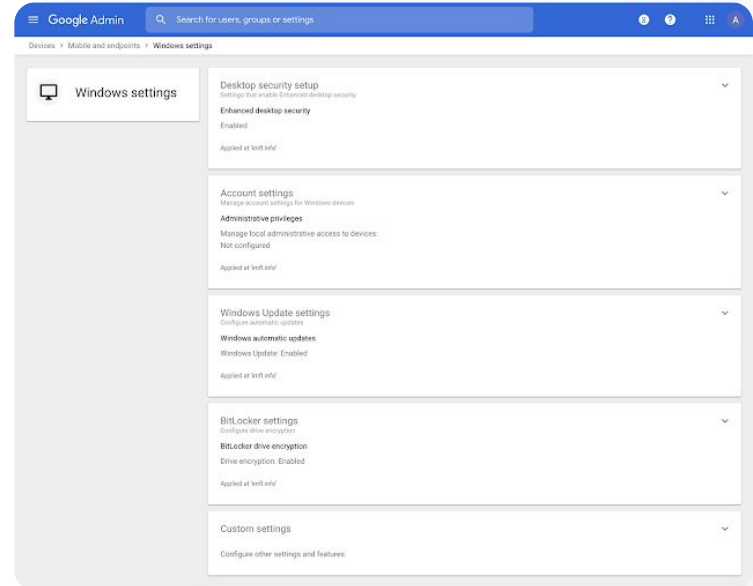 Google Admin
Search for users, groups or settings
A
Devices > Mobile and endpoints > Windows settings
Windows settings
Desktop security setup
Settings that enable Enhanced desktop security
Enhanced desktop security
Enabled
Applied at 'imfl.info'
Account settings
Manage account settings for Windows devices
Administrative privileges
Manage local administrative access to devices:
Not configured
Applied at 'imfl.info'
Windows Update settings
Configure automatic updates
Windows automatic updates
Windows Update: Enabled
Applied at 'imfl.info'
BitLocker settings
Configure drive encryption
BitLocker drive encryption
Drive encryption: Enabled
Applied at 'imfl.info'
Custom settings
Configure other settings and features